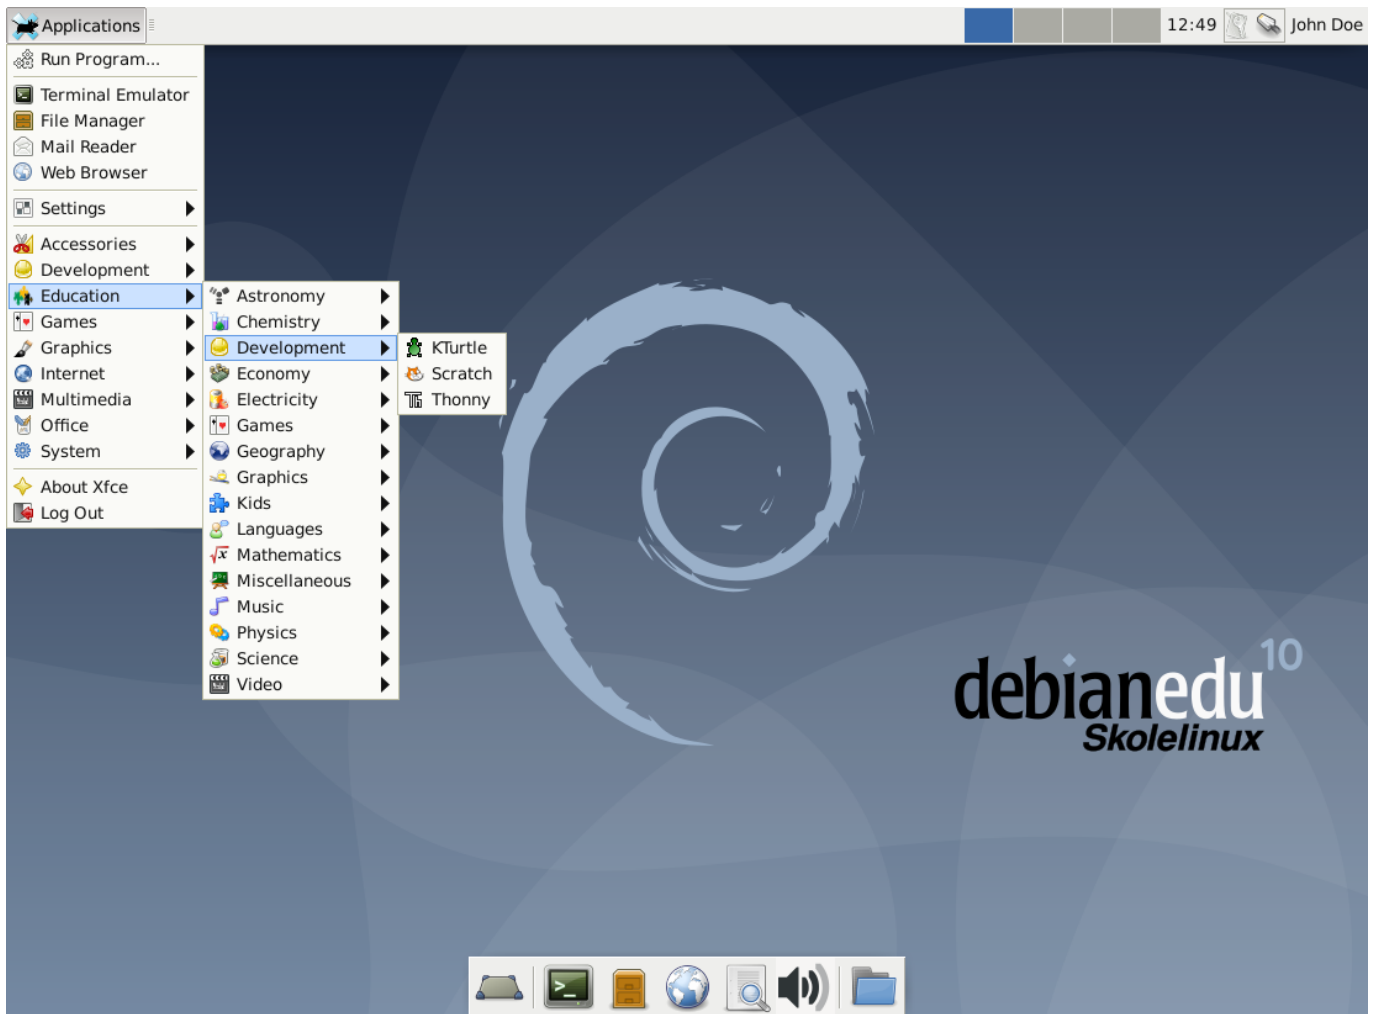 Applications
12:49
John Doe
Run Program...
Terminal Emulator
File Manager
Mail Reader
Web Browser
Settings
Accessories
Development
Education
Games
Graphics
Internet
Multimedia
Office
System
About Xfce
Log Out
Astronomy
Chemistry
Development
Economy
Electricity
Games
Geography
Graphics
Kids
Languages
Mathematics
Miscellaneous
Music
Physics
Science
Video
KTurtle
Scratch
Thonny
debianedu 10
Skolelinux